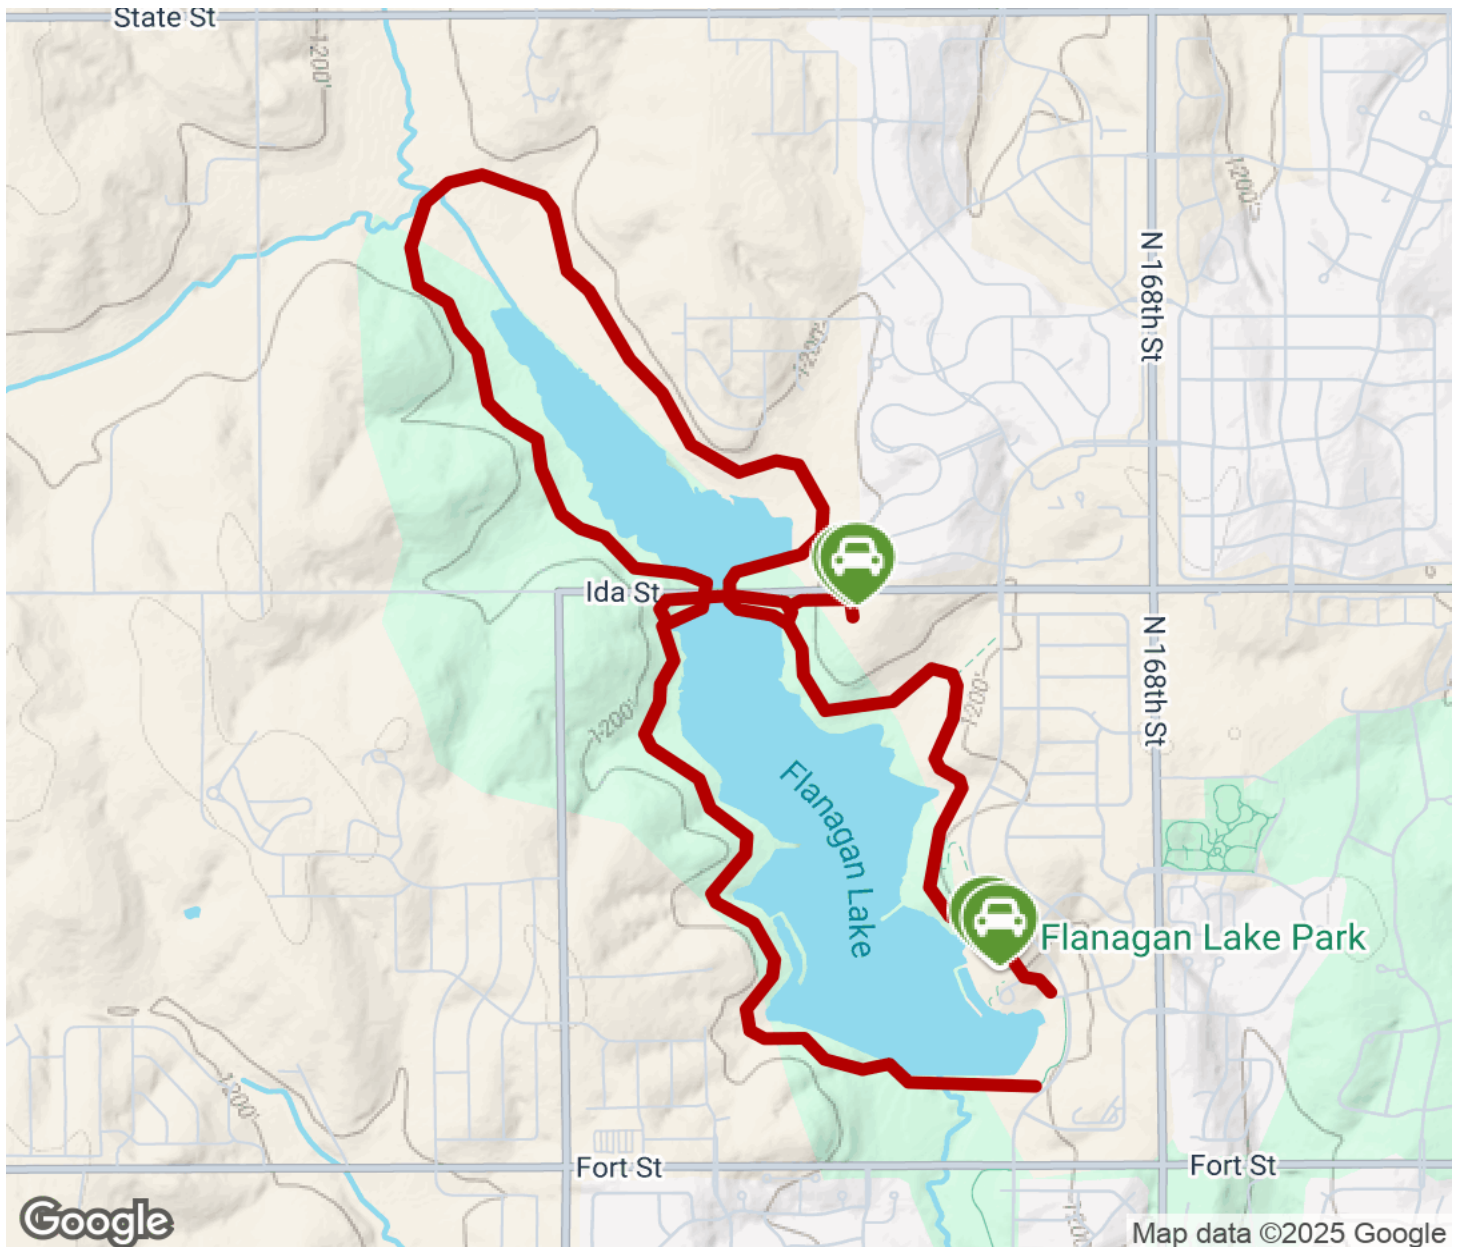 State St
1200'
1200'
N 168th St
1200'
Ida St
N 168th St
1200'
1200'
Flanagan Lake
Flanagan Lake Park
1200'
Fort St
Fort St
1200'
Google
Map data ©2025 Google